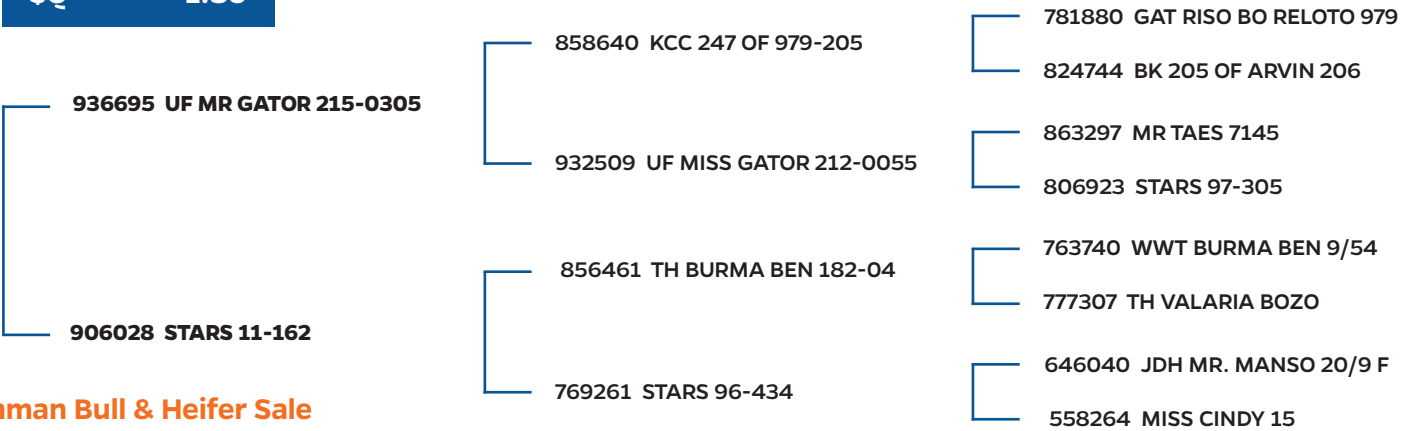 781880 GAT RISO BO RELOTO 979
858640 KCC 247 OF 979-205
824744 BK 205 OF ARVIN 206
936695 UF MR GATOR 215-0305
863297 MR TAES 7145
932509 UF MISS GATOR 212-0055
806923 STARS 97-305
763740 WWT BURMA BEN 9/54
856461 TH BURMA BEN 182-04
777307 TH VALARIA BOZO
906028 STARS 11-162
646040 JDH MR. MANSO 20/9 F
769261 STARS 96-434
Bull & Heifer Sale
558264 MISS CINDY 15